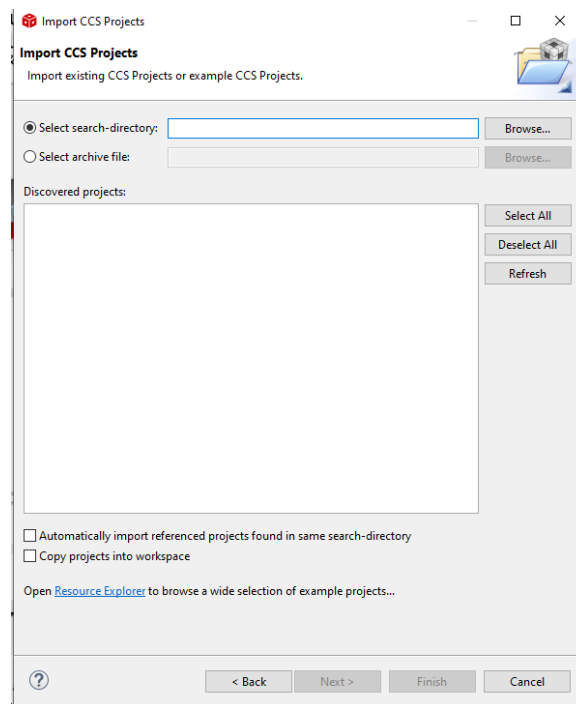 Import CCS Projects
Import CCS Projects
Import existing CCS Projects or example CCS Projects.
Select search-directory: Browse...
Select archive file: Browse...
Discovered projects:
Select All
Deselect All
Refresh
Automatically import referenced projects found in same search-directory
Copy projects into workspace
Open Resource Explorer to browse a wide selection of example projects...
? < Back Next > Finish Cancel